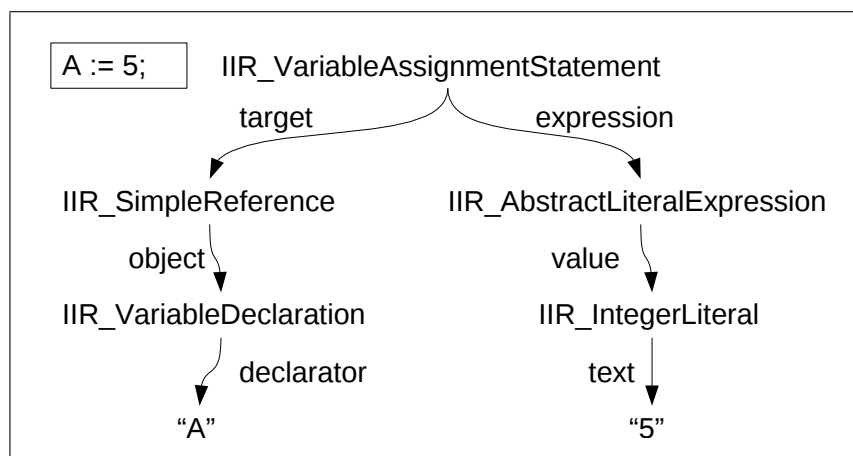 A := 5; IIR_VariableAssignmentStatement
target expression
IIR_SimpleReference IIR_AbstractLiteralExpression
object value
IIR_VariableDeclaration IIR_IntegerLiteral
declarator text
“A” “5”